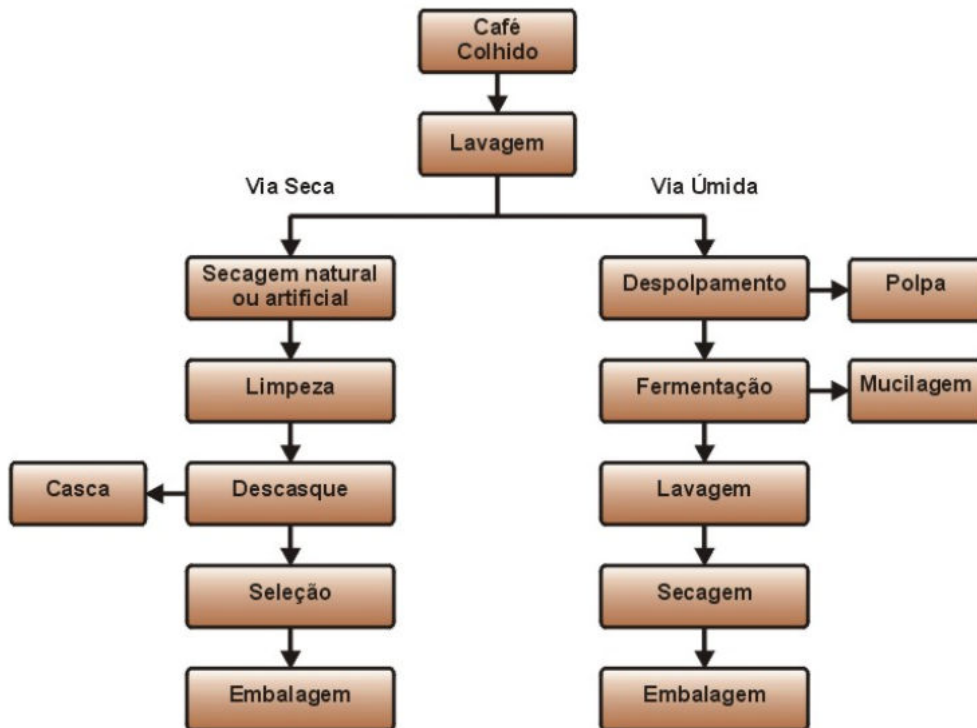 Café
Colhido
Lavagem
Via Seca
Via Úmida
Secagem natural
ou artificial
Despolpamento
Polpa
Limpeza
Fermentação
Mucilagem
Casca
Descasque
Lavagem
Seleção
Secagem
Embalagem
Embalagem